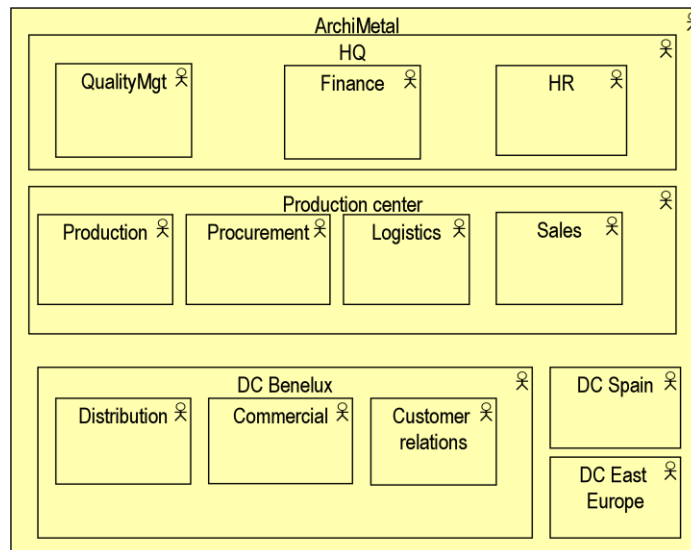 ArchiMetal
HQ
QualityMgt
Finance
HR
Production center
Production
Procurement
Logistics
Sales
DC Benelux
Distribution
Commercial
Customer
relations
DC Spain
DC East
Europe